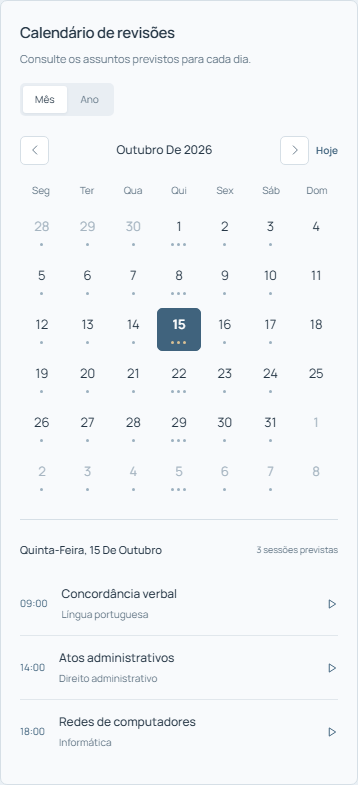 Calendário de revisões
Consulte os assuntos previstos para cada dia.
Mês Ano
Outubro De 2026 Hoje
Seg Ter Qua Qui Sex Sáb Dom
28 29 30 1 2 3 4
5 6 7 8 9 10 11
12 13 14 15 16 17 18
19 20 21 22 23 24 25
26 27 28 29 30 31 1
2 3 4 5 6 7 8
Quinta-Feira, 15 De Outubro 3 sessões previstas
Concordância verbal
09:00
Língua portuguesa
Atos administrativos
14:00
Direito administrativo
Redes de computadores
18:00
Informática